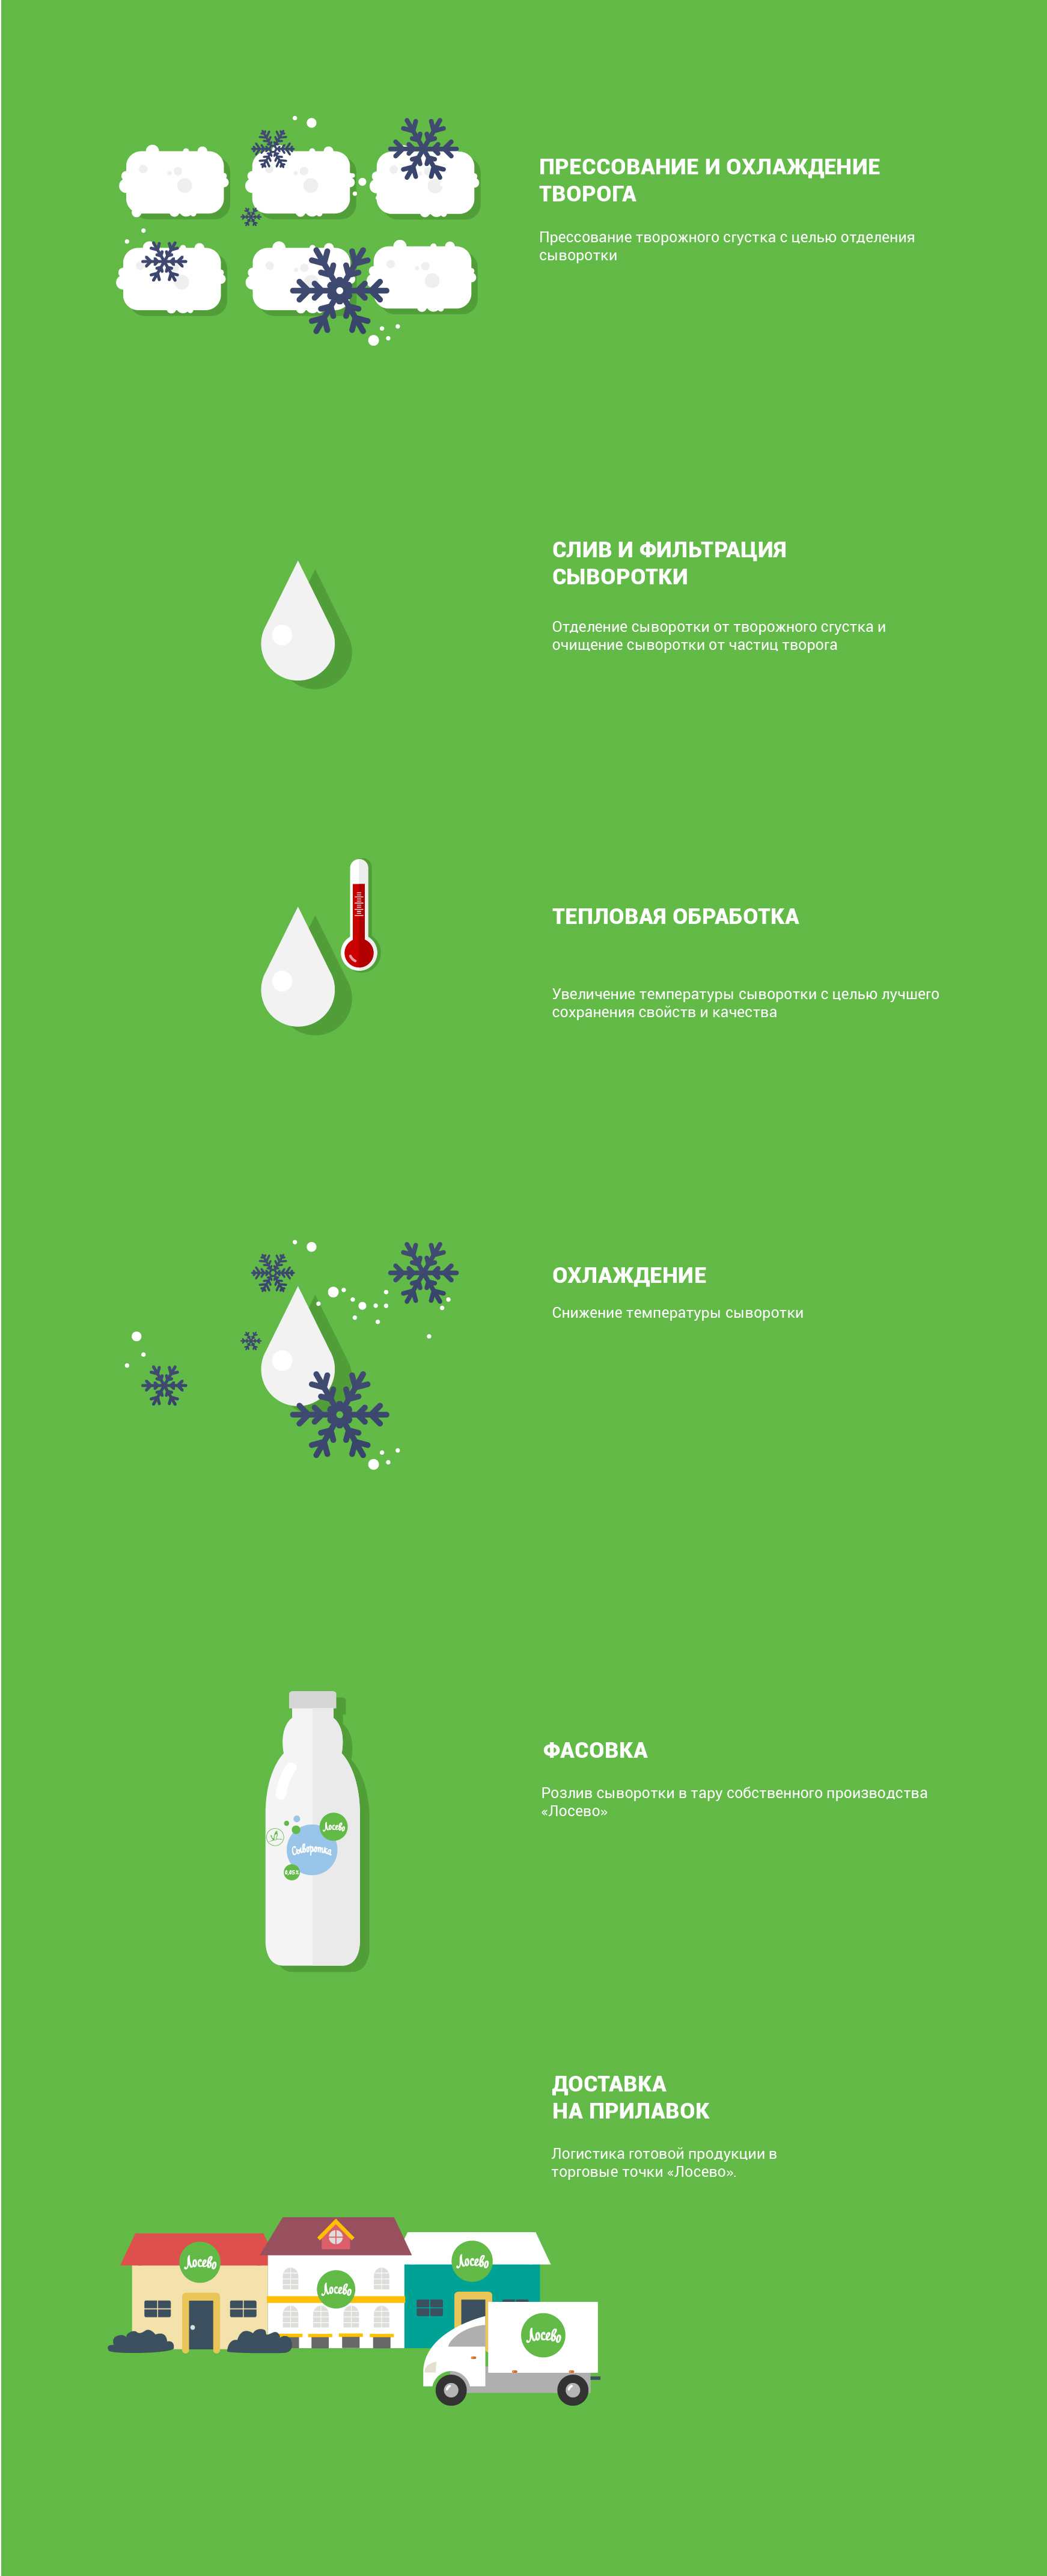 ПРЕССОВАНИЕ И ОХЛАЖДЕНИЕ
ТВОРОГА
Прессование творожного сгустка с целью отделения
сыворотки
СЛИВ И ФИЛЬТРАЦИЯ
СЫВОРОТКИ
Отделение сыворотки от творожного сгустка и
очищение сыворотки от частиц творога
ТЕПЛОВАЯ ОБРАБОТКА
Увеличение температуры сыворотки с целью лучшего
сохранения свойств и качества
ОХЛАЖДЕНИЕ
Снижение температуры сыворотки
ФАСОВКА
Розлив сыворотки в тару собственного производства
«Лосево»
Лосево
Сыворотка
0,05%
ДОСТАВКА
НА ПРИЛАВОК
Логистика готовой продукции в
торговые точки «Лосево».
Лосево
Лосево
Лосево
Лосево